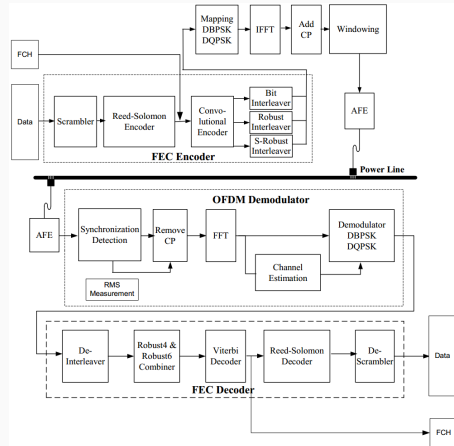 Mapping
DBPSK
DQPSK
IFFT
Add
CP
Windowing
FCH
Data
Scrambler
Reed-Solomon
Encoder
Convo-
lutional
Encoder
Bit
Interleaver
Robust
Interleaver
S-Robust
Interleaver
FEC Encoder
AFE
Power Line
OFDM Demodulator
AFE
Synchronization
Detection
Remove
CP
FFT
Demodulator
DBPSK
DQPSK
Channel
Estimation
RMS
Measurement
De-
Interleaver
Robust4 &
Robust6
Combiner
Viterbi
Decoder
Reed-Solomon
Decoder
De-
Scrambler
Data
FEC Decoder
FCH